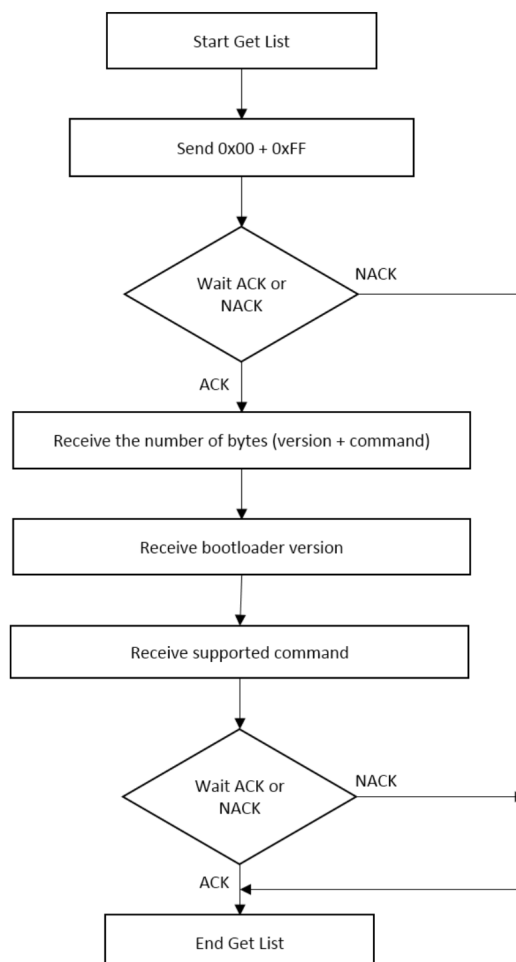 Start Get List
Send 0x00 + 0xFF
Wait ACK or
NACK
NACK
ACK
Receive the number of bytes (version + command)
Receive bootloader version
Receive supported command
Wait ACK or
NACK
NACK
ACK
End Get List